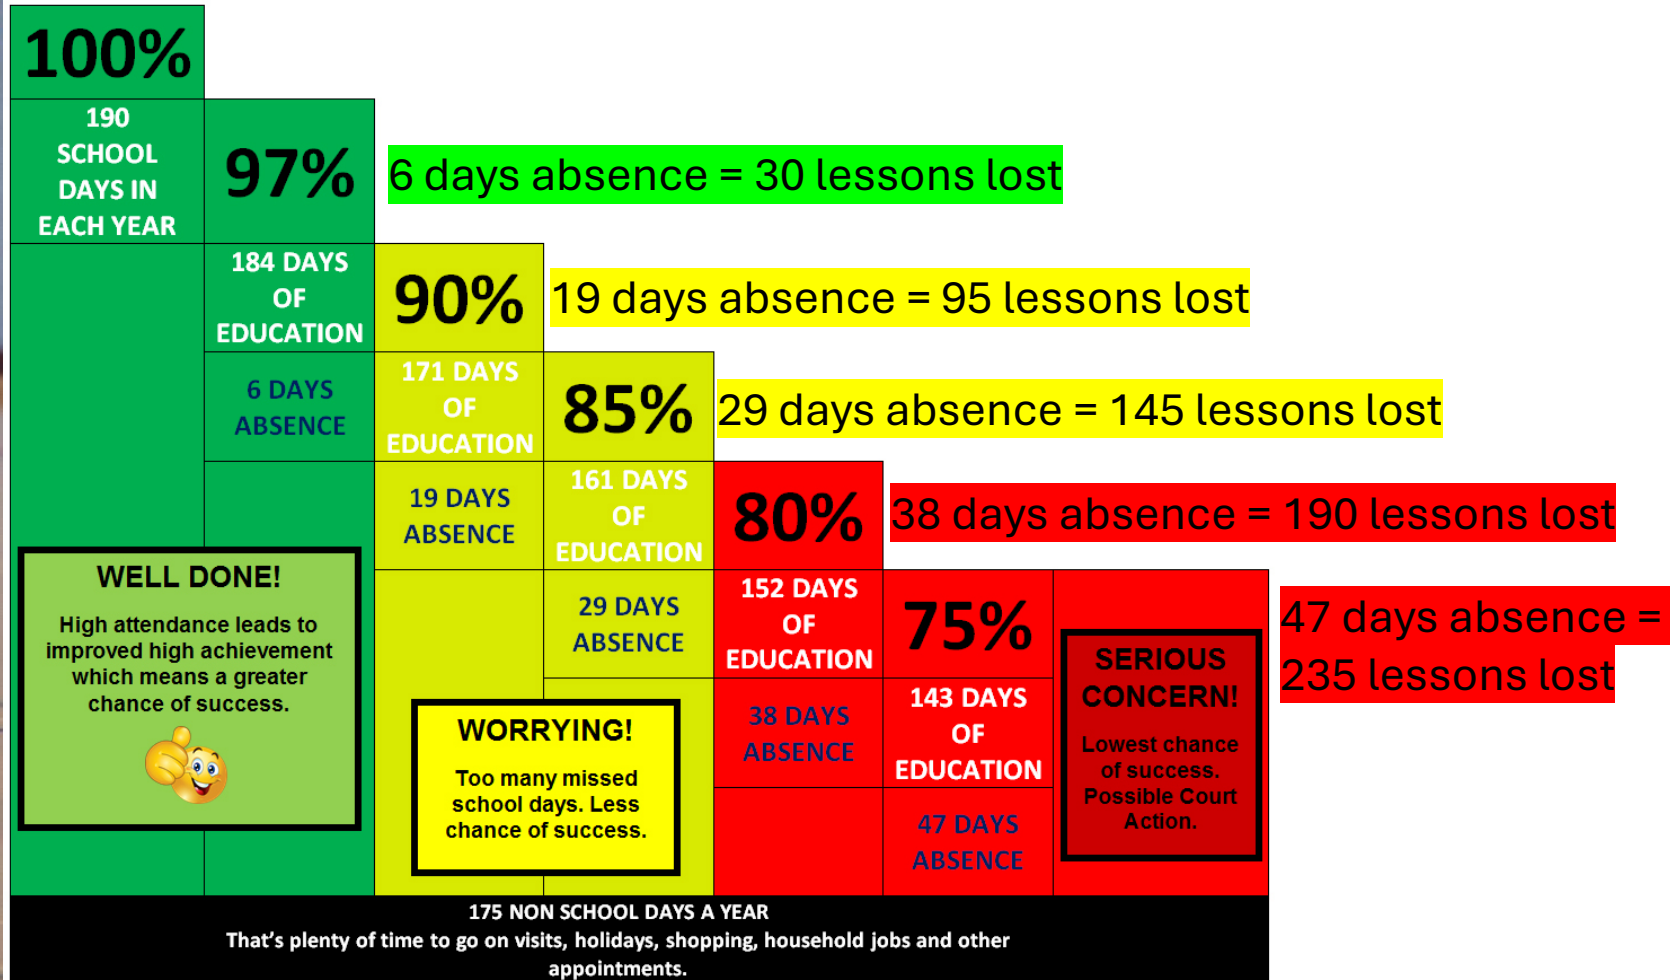 100%
190
SCHOOL
DAYS IN
EACH YEAR
97%
6 days absence = 30 lessons lost
184 DAYS
OF
EDUCATION
6 DAYS
ABSENCE
90%
19 days absence = 95 lessons lost
171 DAYS
OF
EDUCATION
19 DAYS
ABSENCE
85%
29 days absence = 145 lessons lost
161 DAYS
OF
EDUCATION
29 DAYS
ABSENCE
80%
38 days absence = 190 lessons lost
152 DAYS
OF
EDUCATION
38 DAYS
ABSENCE
75%
47 days absence =
235 lessons lost
143 DAYS
OF
EDUCATION
47 DAYS
ABSENCE
WELL DONE!
High attendance leads to
improved high achievement
which means a greater
chance of success.
WORRYING!
Too many missed
school days. Less
chance of success.
SERIOUS
CONCERN!
Lowest chance
of success.
Possible Court
Action.
175 NON SCHOOL DAYS A YEAR
That's plenty of time to go on visits, holidays, shopping, household jobs and other
appointments.